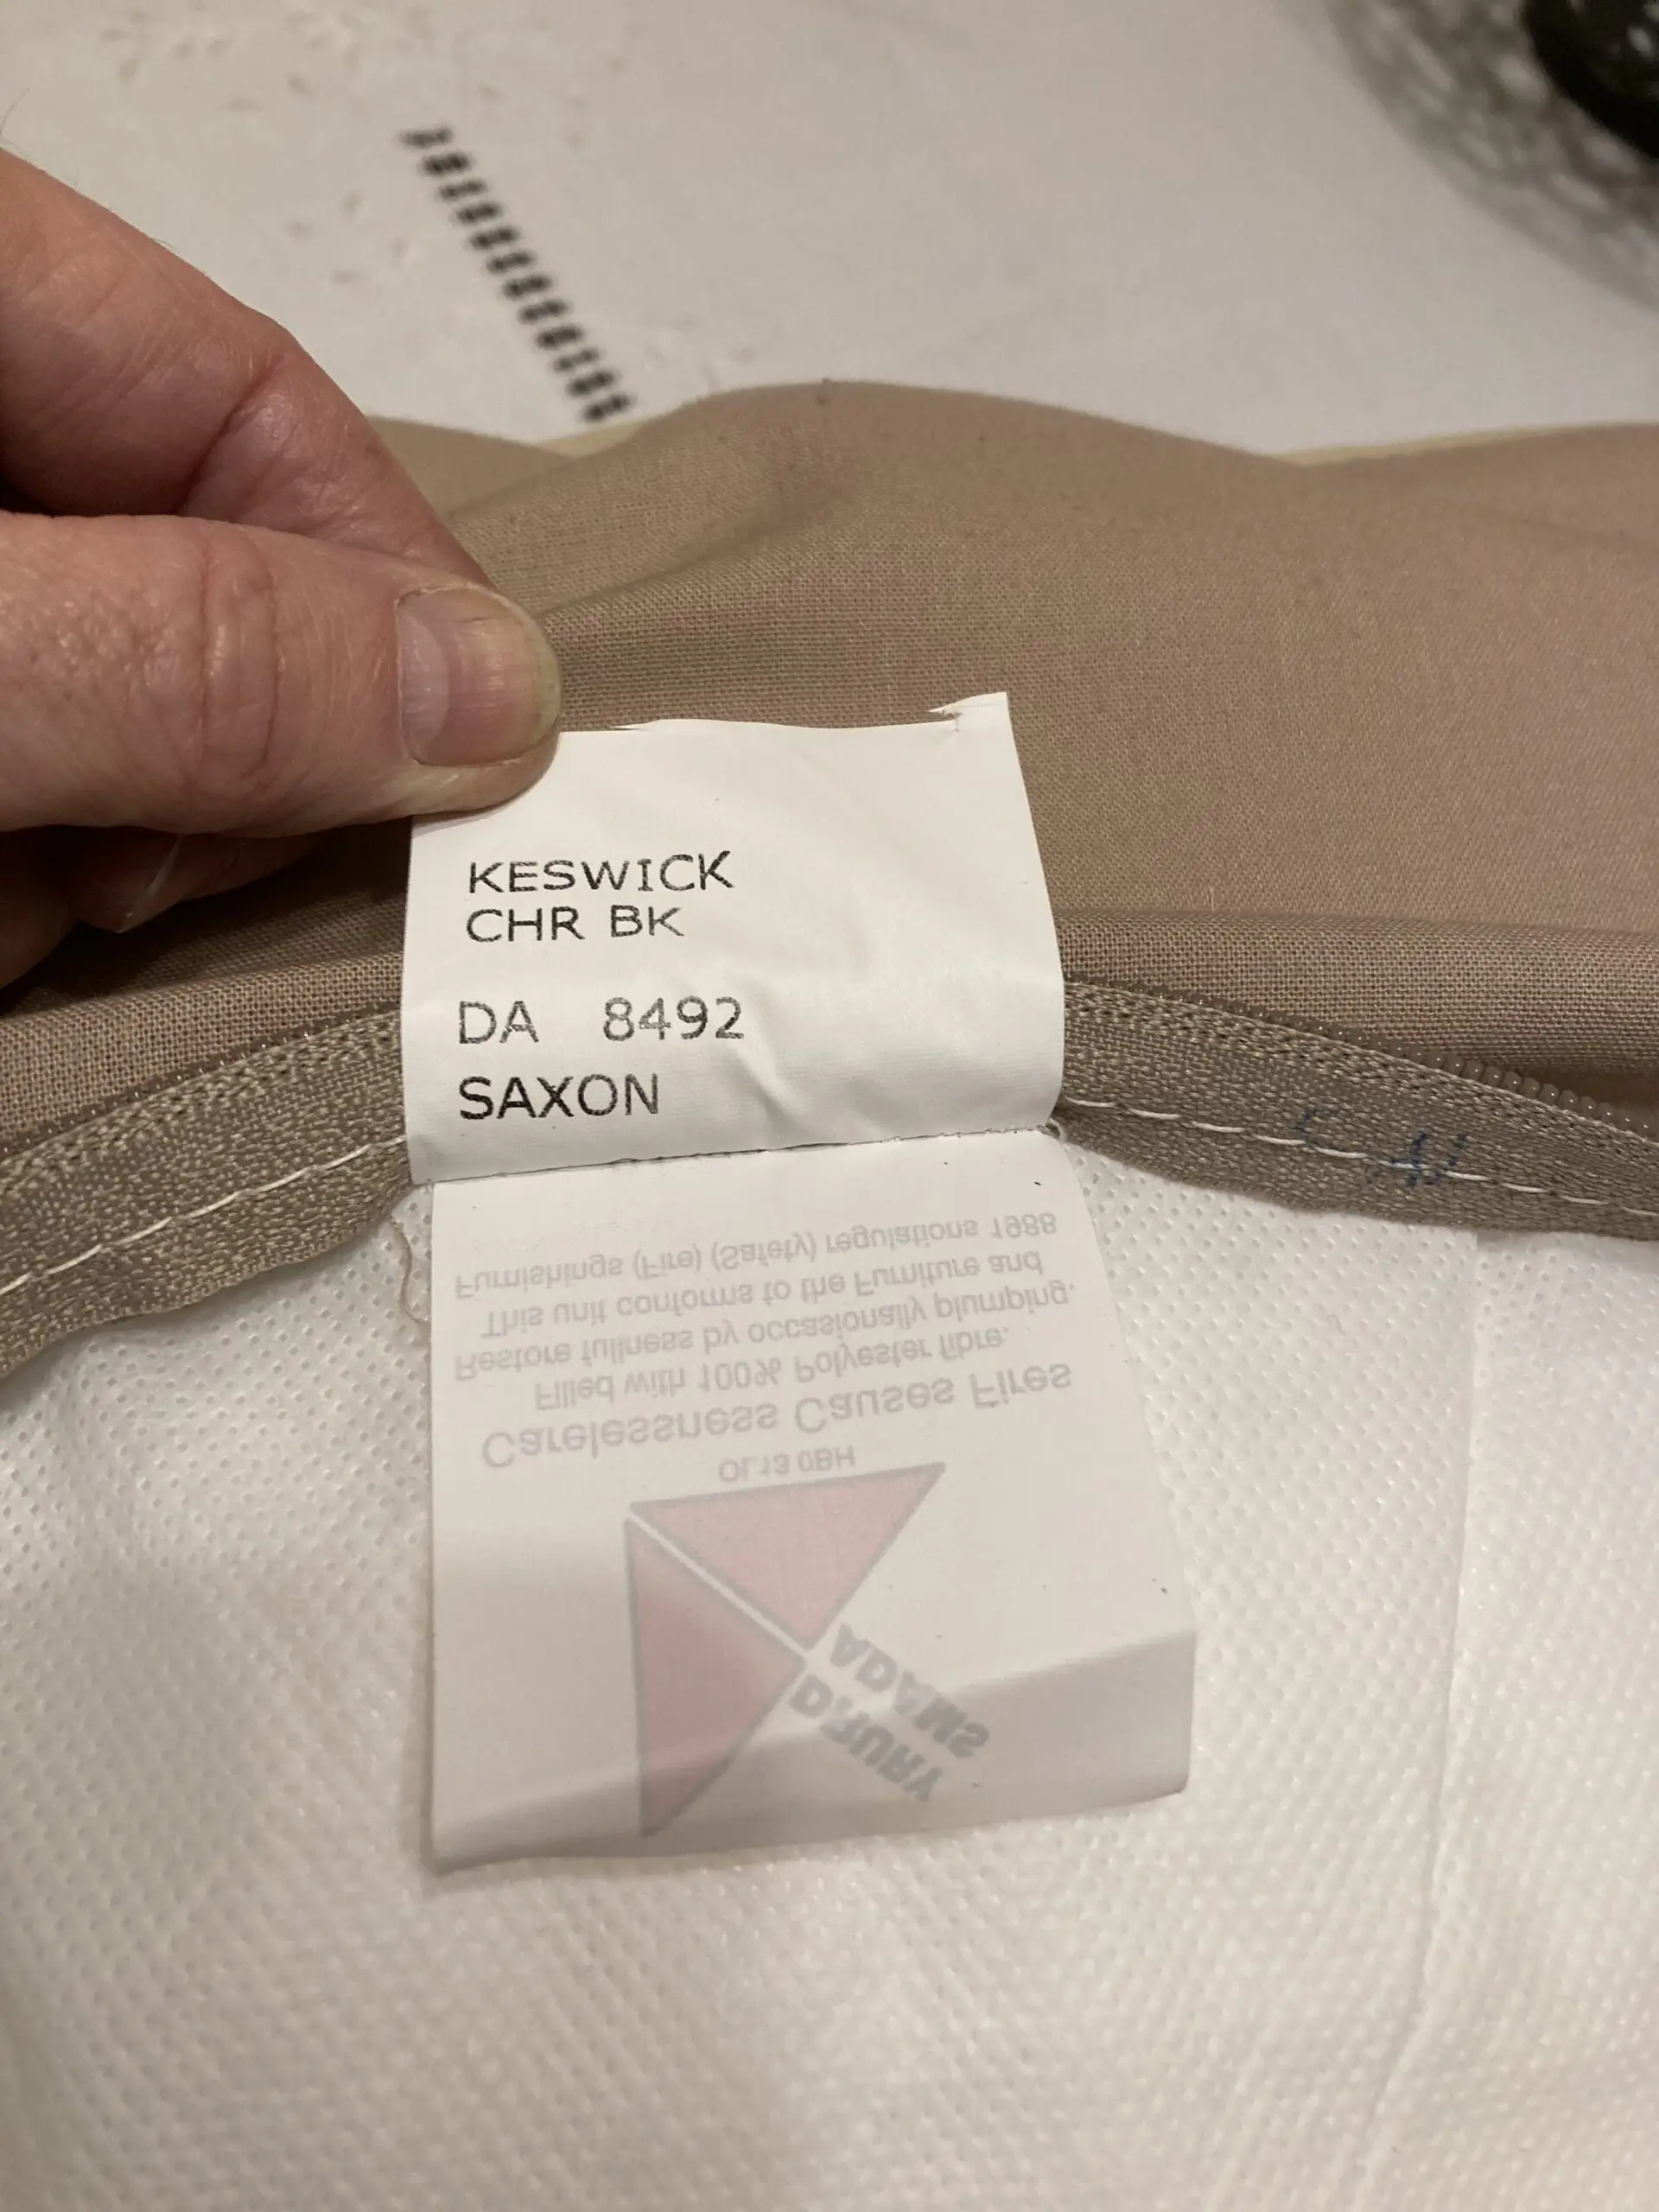 KESWICK
CHR BK
DA 8492
SAXON
Furnishings (Fire) (Safety) regulations 1988
This unit conforms to the Furniture and
Restore fullness by occasionally plumping.
Filled with 100% Polyester fibre.
Carelessness Causes Fires
OL13 0BH
ADAMS
DRURY